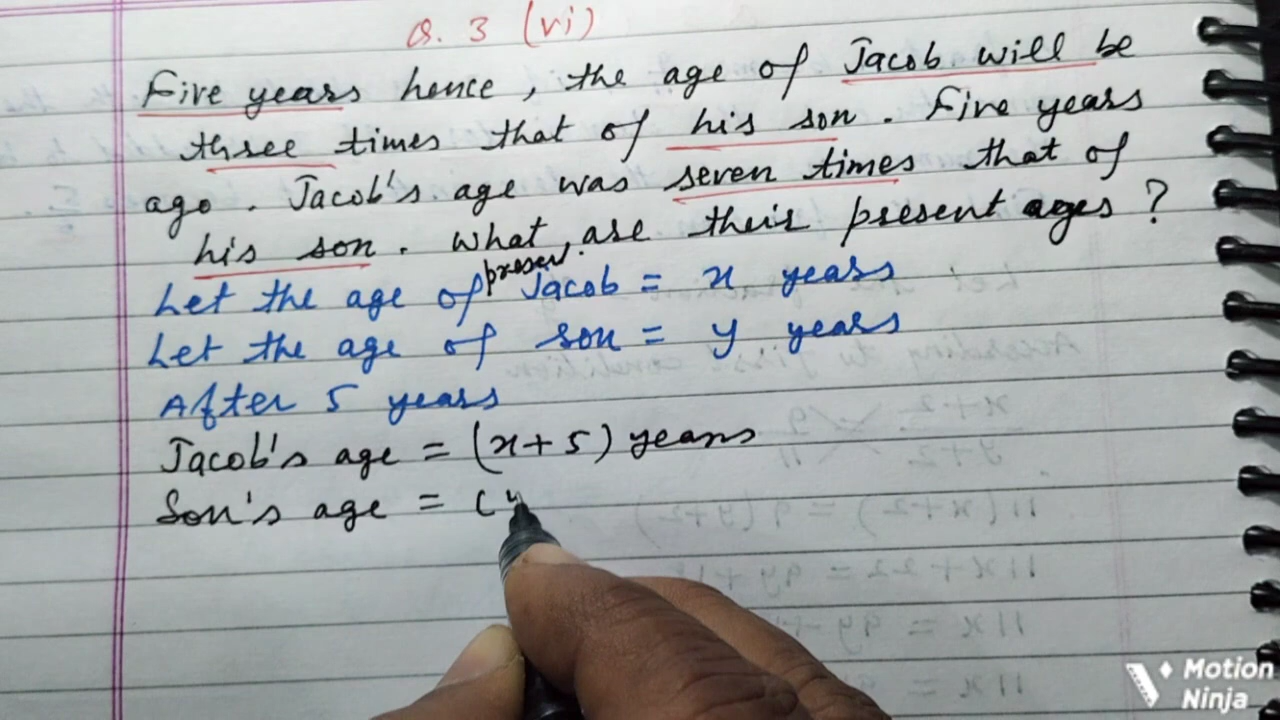 Q. 3 (vi)
Five years hence, the age of Jacob will be
three times that of his son. Five years
ago. Jacob's age was seven times that of
his son. What are their present ages?
present
Let the age of Jacob = x years
Let the age of son = y years
After 5 years
Jacob's age = (x+5) years
Son's age = (y
Motion
Ninja